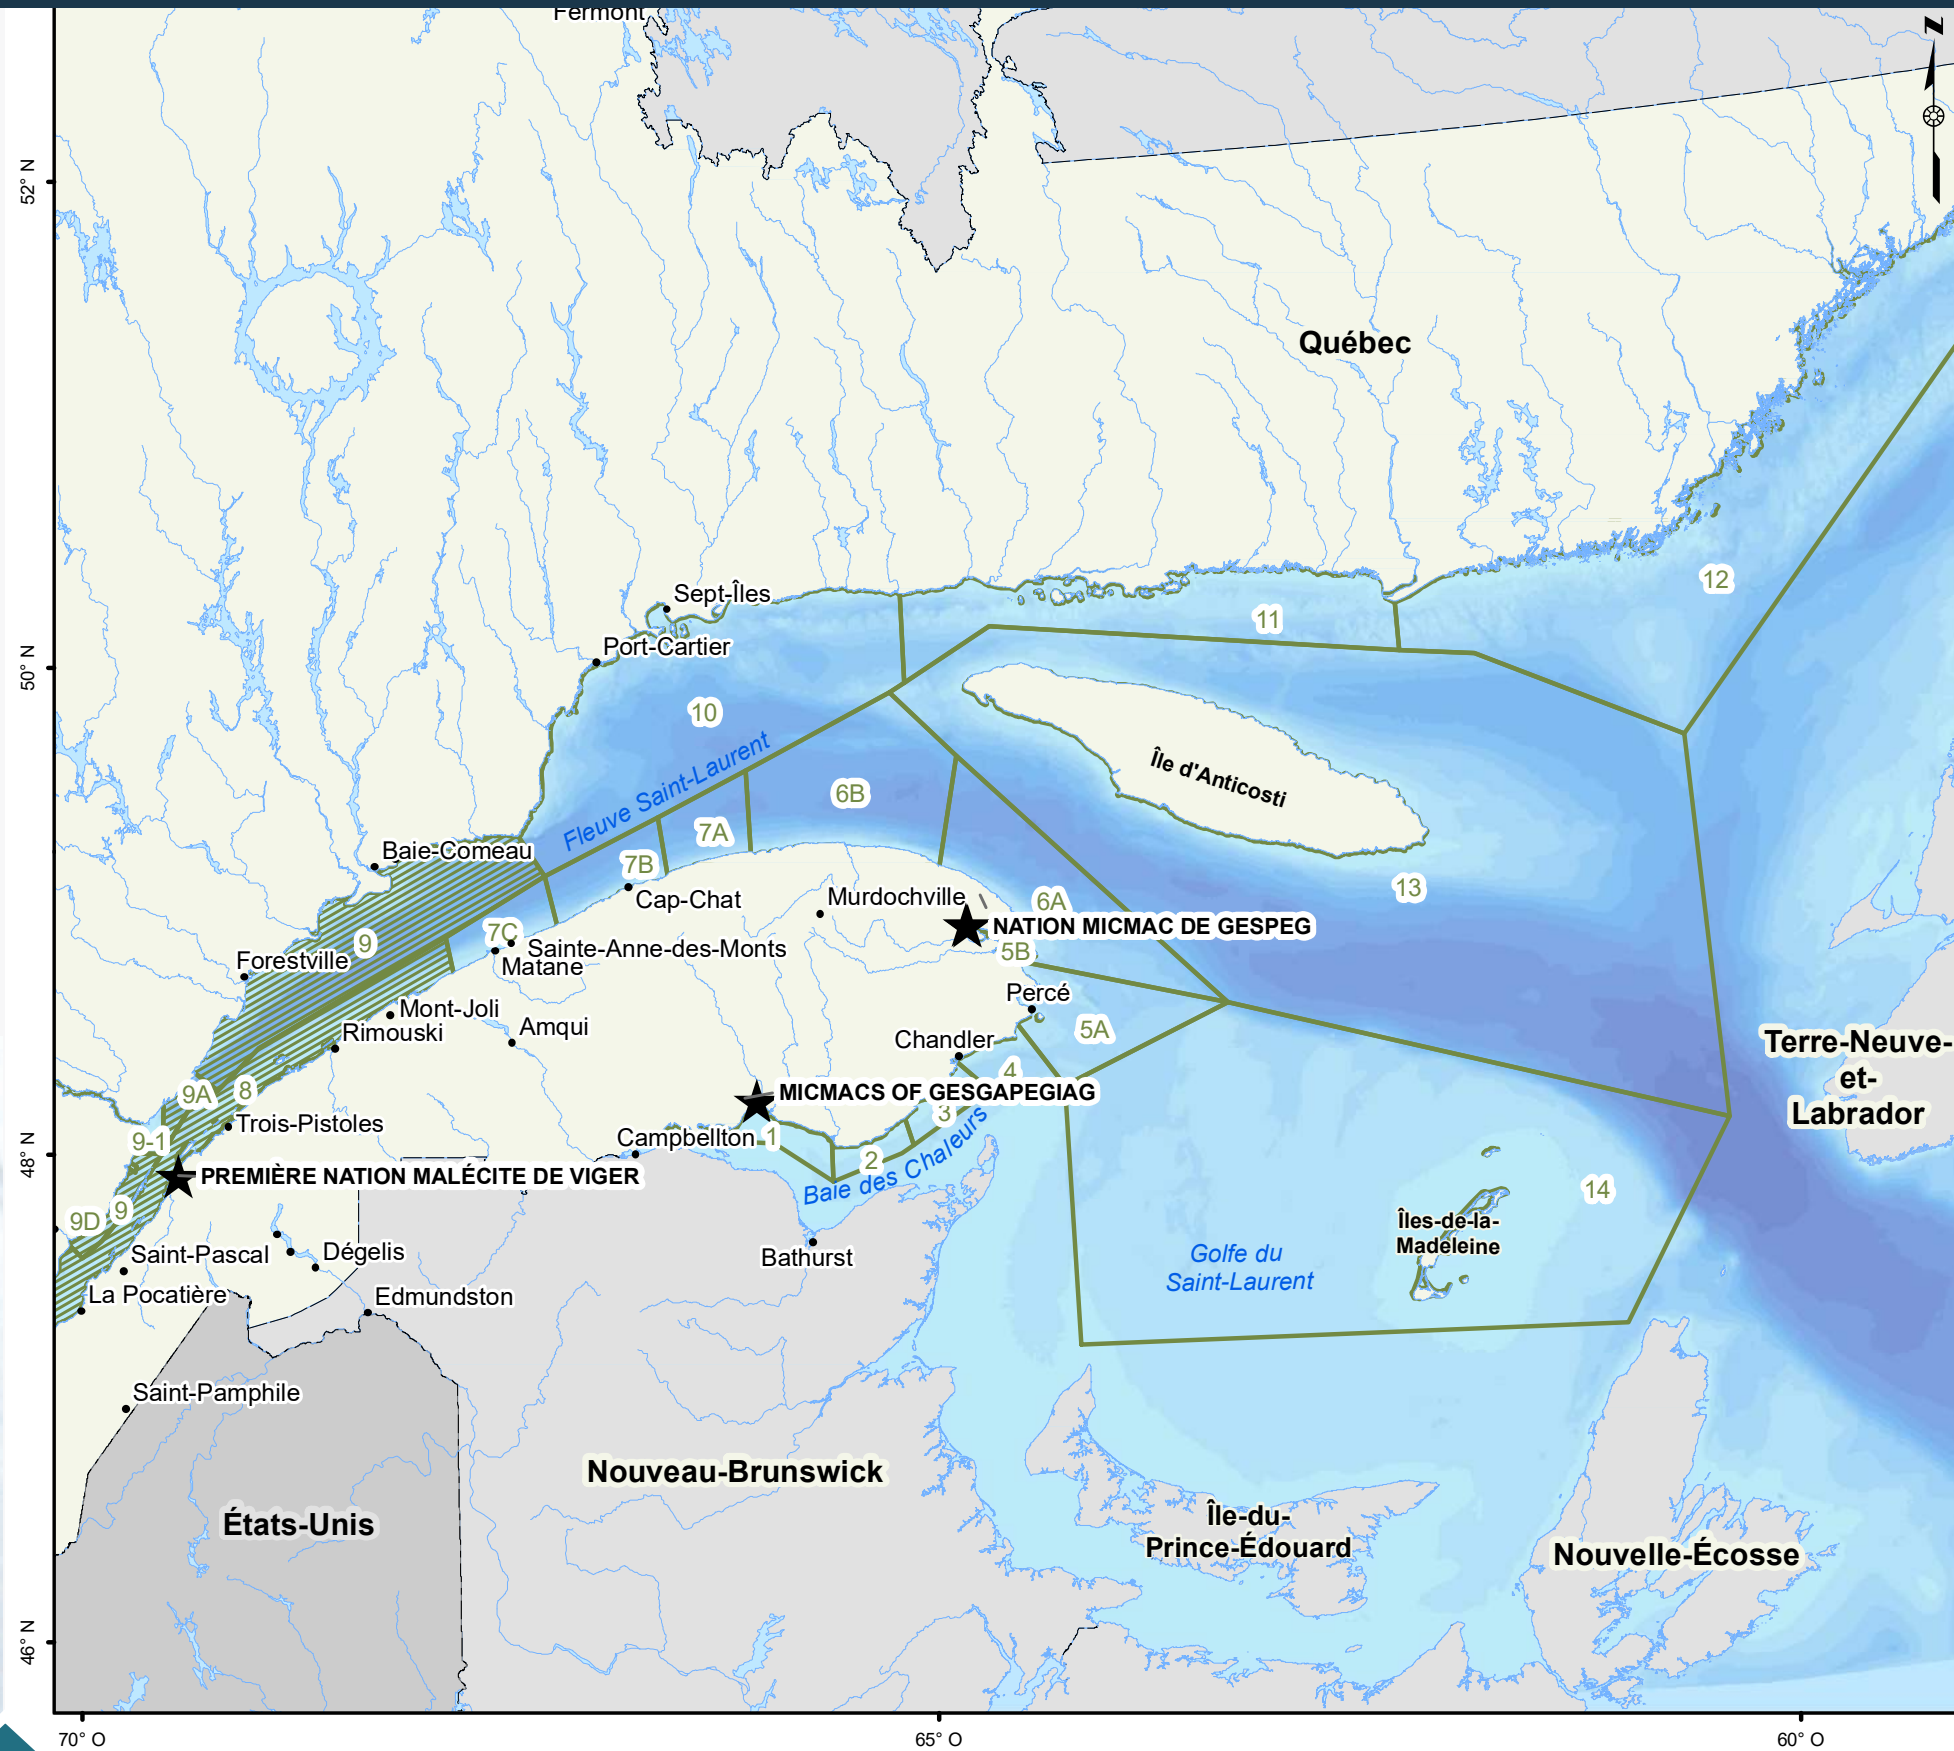 Fermont
N
52° N
Québec
12
Sept-Îles
11
Port-Cartier
50° N
10
Fleuve Saint-Laurent
Île d'Anticosti
6B
7A
Baie-Comeau
7B
Cap-Chat
13
Murdochville
6A
NATION MICMAC DE GESPEG
7C
9
Sainte-Anne-des-Monts
5B
Forestville
Matane
Percé
Mont-Joli
Amqui
Rimouski
5A
Chandler
Terre-Neuve-
et-
Labrador
4
9A
8
MICMACS OF GESGAPEGIAG
3
Trois-Pistoles
9-1
Campbellton
1
48° N
2
Baie des Chaleurs
PREMIÈRE NATION MALÉCITE DE VIGER
14
9D
9
Îles-de-la-
Madeleine
Saint-Pascal
Dégelis
Bathurst
Golfe du
Saint-Laurent
La Pocatière
Edmundston
Saint-Pamphile
Nouveau-Brunswick
États-Unis
Île-du-
Prince-Édouard
Nouvelle-Écosse
46° N
70° O
65° O
60° O